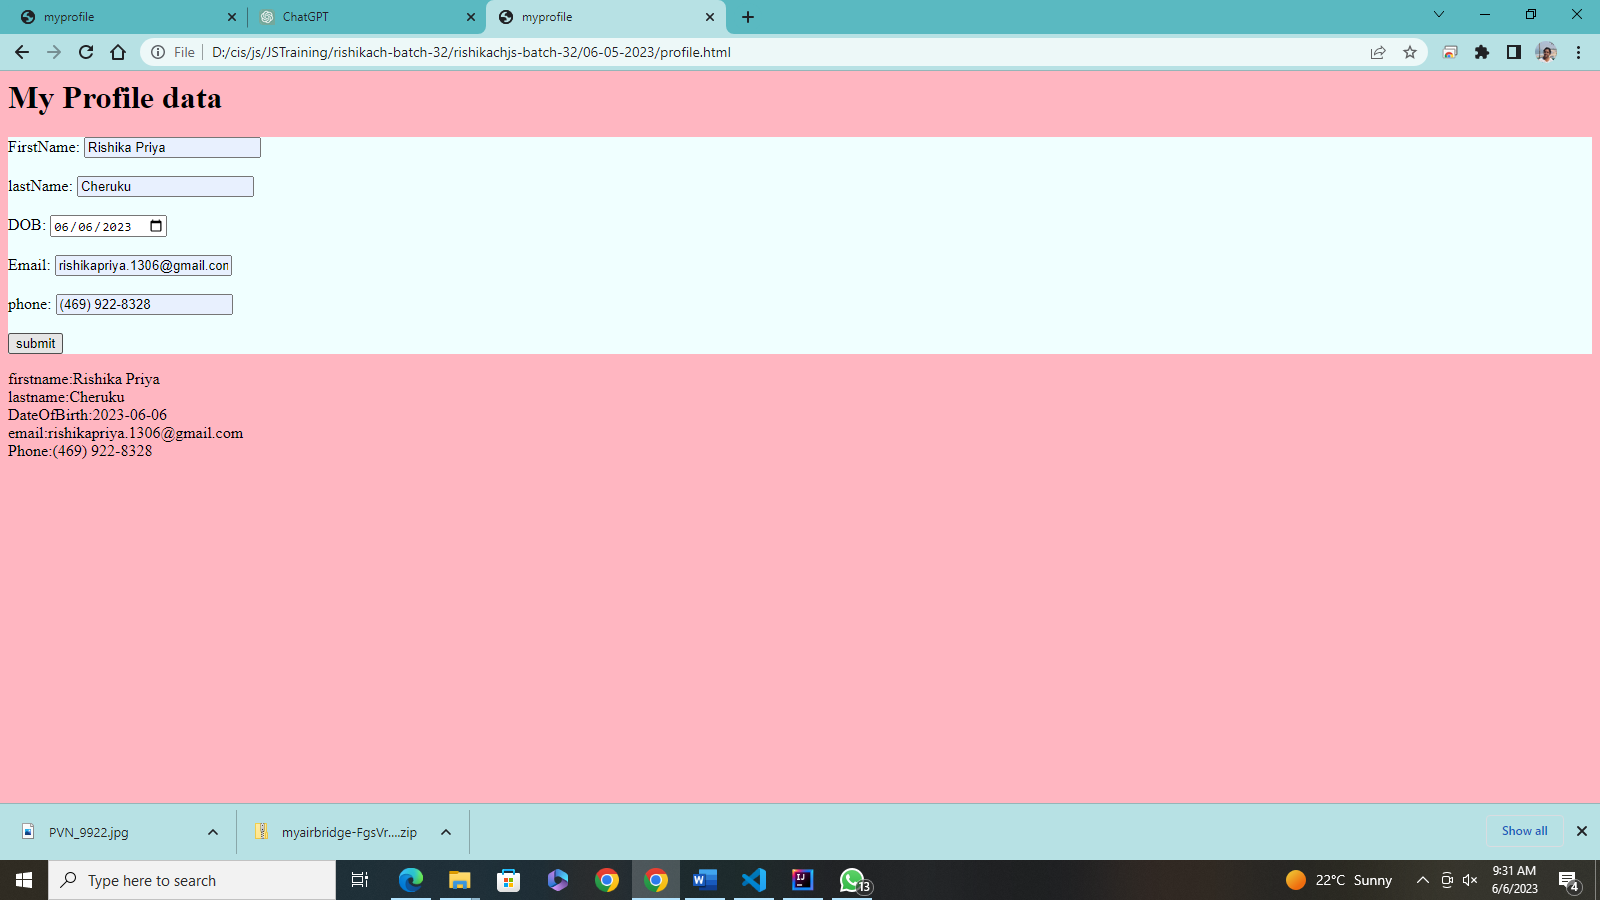 myprofile
ChatGPT
myprofile
File
D:/cis/js/JSTraining/rishikach-batch-32/rishikachjs-batch-32/06-05-2023/profile.html
My Profile data
FirstName: Rishika Priya
lastName: Cheruku
DOB: 06/06/2023
Email: rishikapriya.1306@gmail.com
phone: (469) 922-8328
submit
firstname:Rishika Priya
lastname:Cheruku
DateOfBirth:2023-06-06
email:rishikapriya.1306@gmail.com
Phone:(469) 922-8328
PVN_9922.jpg
myairbridge-FgsVr....zip
Show all
Type here to search
W
IJ
13
22°C Sunny
9:31 AM
6/6/2023
4